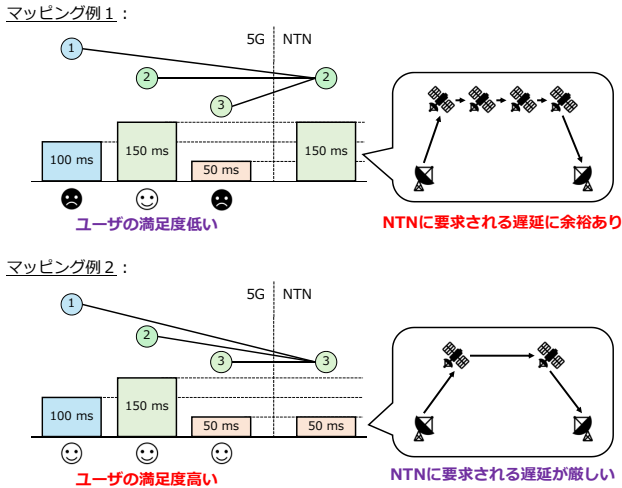 マッピング例１：
5G NTN
1
2 2
3
100 ms 150 ms 50 ms 150 ms
ユーザの満足度低い
NTNに要求される遅延に余裕あり
マッピング例２：
5G NTN
1
2
3 3
100 ms 150 ms 50 ms 50 ms
ユーザの満足度高い
NTNに要求される遅延が厳しい